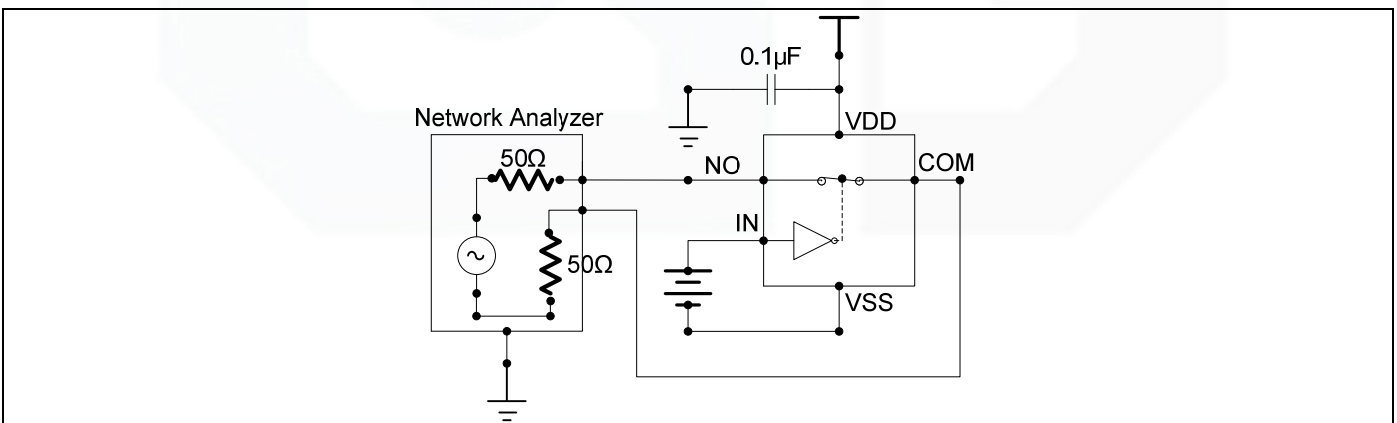 0.1µF
VDD
Network Analyzer
50Ω
NO
COM
IN
50Ω
VSS